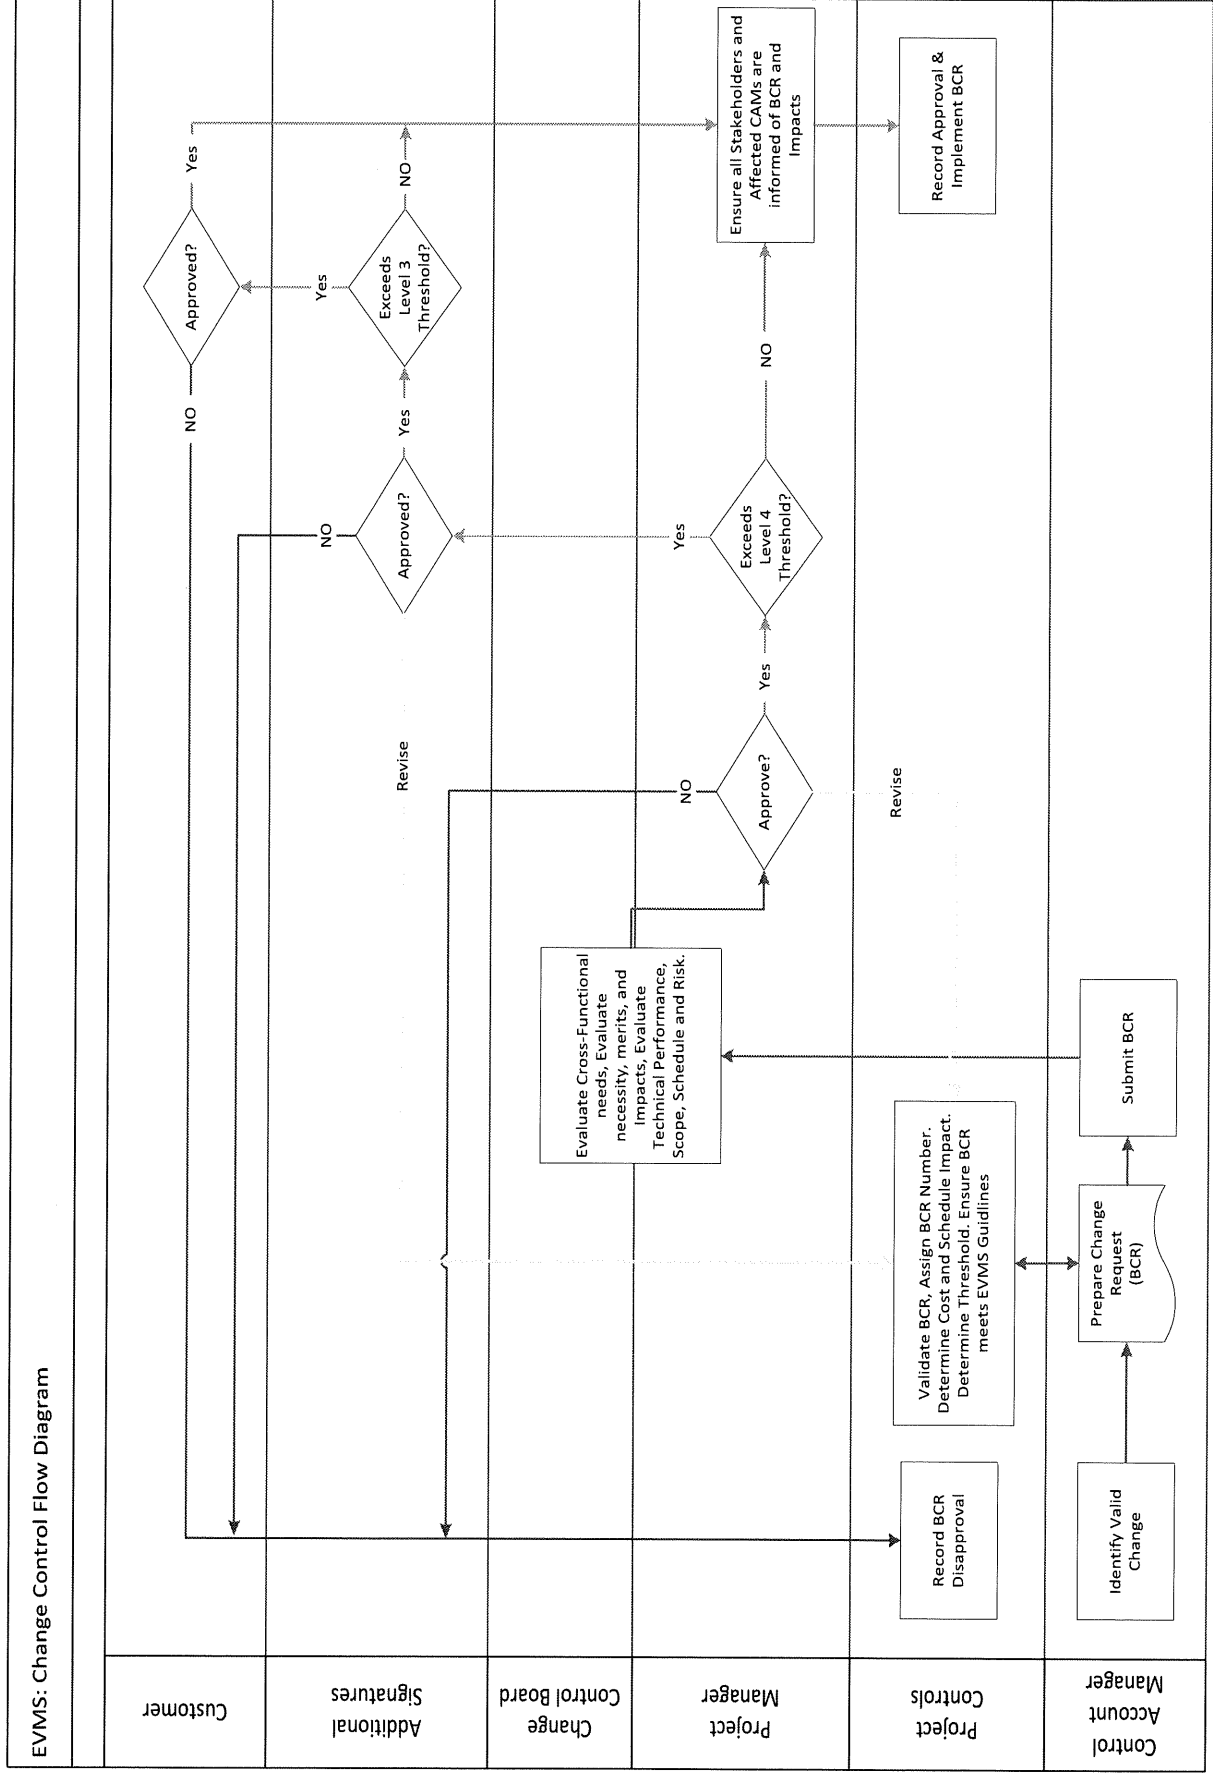 EVMS: Change Control Flow Diagram
Customer
Approved?
Yes
NO
Additional
Signatures
Approved?
NO
Yes
Revise
Exceeds
Level 3
Threshold?
Yes
NO
Change
Control Board
Evaluate Cross-Functional
needs, Evaluate
necessity, merits, and
Impacts, Evaluate
Technical Performance,
Scope, Schedule and Risk.
Project
Manager
Approve?
NO
Yes
Revise
Exceeds
Level 4
Threshold?
Yes
NO
Ensure all Stakeholders and
Affected CAMs are
informed of BCR and
Impacts
Project
Controls
Record BCR
Disapproval
Validate BCR, Assign BCR Number.
Determine Cost and Schedule Impact.
Determine Threshold. Ensure BCR
meets EVMS Guidlines
Record Approval &
Implement BCR
Control
Account
Manager
Identify Valid
Change
Prepare Change
Request
(BCR)
Submit BCR